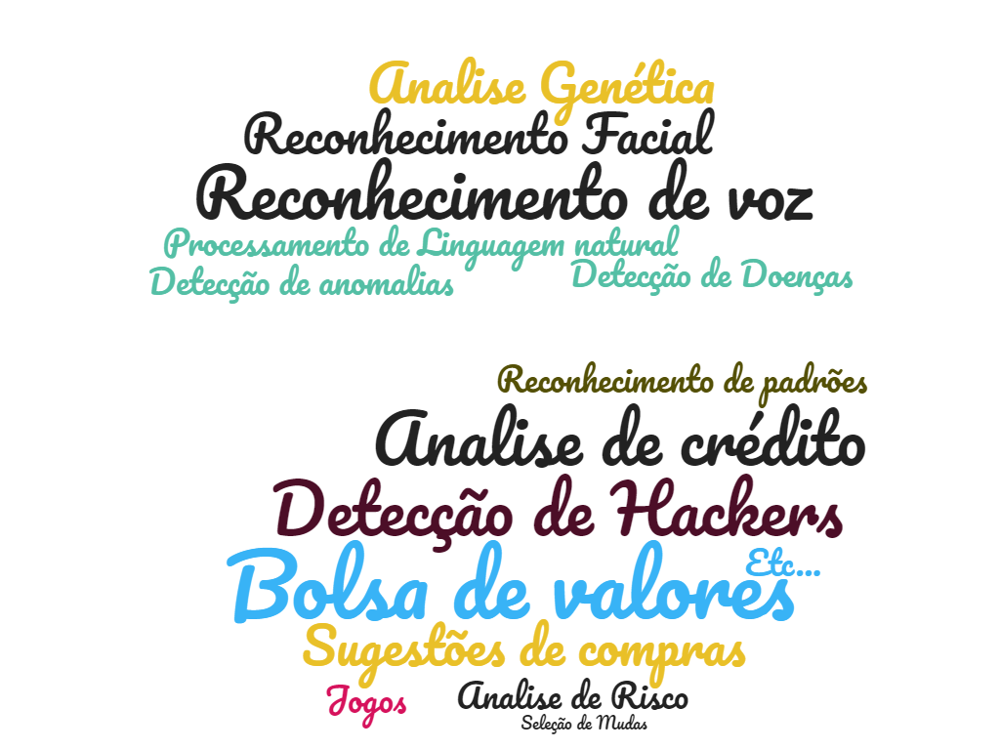 Analise Genética
Reconhecimento Facial
Reconhecimento de voz
Processamento de Linguagem natural
Detecção de anomalias
Detecção de Doenças
Reconhecimento de padrões
Analise de crédito
Detecção de Hackers
Bolsa de valores
Etc...
Sugestões de compras
Jogos
Analise de Risco
Seleção de Mudas